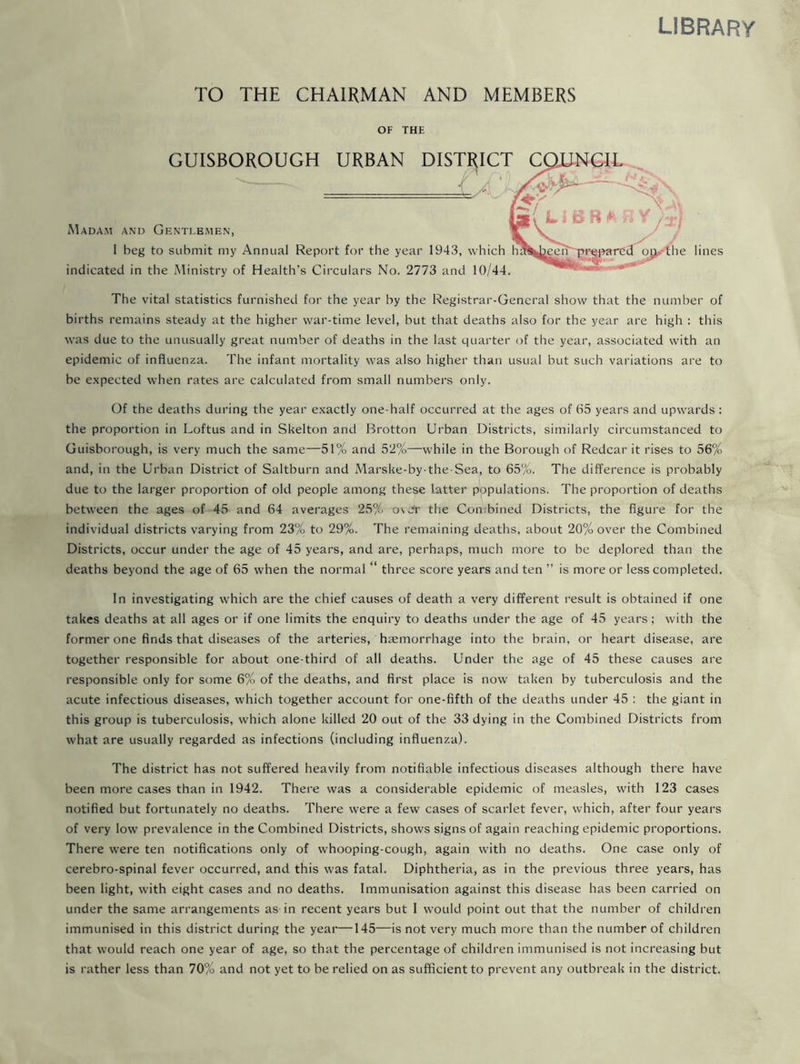 LIBRARY
TO THE CHAIRMAN AND MEMBERS
OF THE
GUISBOROUGH URBAN DISTRICT COUNCIL
LIBRARY
MADAM AND GENTLEMEN,
I beg to submit my Annual Report for the year 1943, which has been prepared on the lines
indicated in the Ministry of Health's Circulars No. 2773 and 10/44.
The vital statistics furnished for the year by the Registrar-General show that the number of
births remains steady at the higher war-time level, but that deaths also for the year are high : this
was due to the unusually great number of deaths in the last quarter of the year, associated with an
epidemic of influenza. The infant mortality was also higher than usual but such variations are to
be expected when rates are calculated from small numbers only.
Of the deaths during the year exactly one-half occurred at the ages of 65 years and upwards :
the proportion in Loftus and in Skelton and Brotton Urban Districts, similarly circumstanced to
Guisborough, is very much the same—51% and 52%—while in the Borough of Redcar it rises to 56%
and, in the Urban District of Saltburn and Marske-by-the-Sea, to 65%. The difference is probably
due to the larger proportion of old people among these latter populations. The proportion of deaths
between the ages of 45 and 64 averages 25% over the Combined Districts, the figure for the
individual districts varying from 23% to 29%. The remaining deaths, about 20% over the Combined
Districts, occur under the age of 45 years, and are, perhaps, much more to be deplored than the
deaths beyond the age of 65 when the normal “ three score years and ten ” is more or less completed.
In investigating which are the chief causes of death a very different result is obtained if one
takes deaths at all ages or if one limits the enquiry to deaths under the age of 45 years ; with the
former one finds that diseases of the arteries, hæmorrhage into the brain, or heart disease, are
together responsible for about one-third of all deaths. Under the age of 45 these causes are
responsible only for some 6% of the deaths, and first place is now taken by tuberculosis and the
acute infectious diseases, which together account for one-fifth of the deaths under 45 : the giant in
this group is tuberculosis, which alone killed 20 out of the 33 dying in the Combined Districts from
what are usually regarded as infections (including influenza).
The district has not suffered heavily from notifiable infectious diseases although there have
been more cases than in 1942. There was a considerable epidemic of measles, with 123 cases
notified but fortunately no deaths. There were a few cases of scarlet fever, which, after four years
of very low prevalence in the Combined Districts, shows signs of again reaching epidemic proportions.
There were ten notifications only of whooping-cough, again with no deaths. One case only of
cerebro-spinal fever occurred, and this was fatal. Diphtheria, as in the previous three years, has
been light, with eight cases and no deaths. Immunisation against this disease has been carried on
under the same arrangements as in recent years but I would point out that the number of children
immunised in this district during the year—145—is not very much more than the number of children
that would reach one year of age, so that the percentage of children immunised is not increasing but
is rather less than 70% and not yet to be relied on as sufficient to prevent any outbreak in the district.